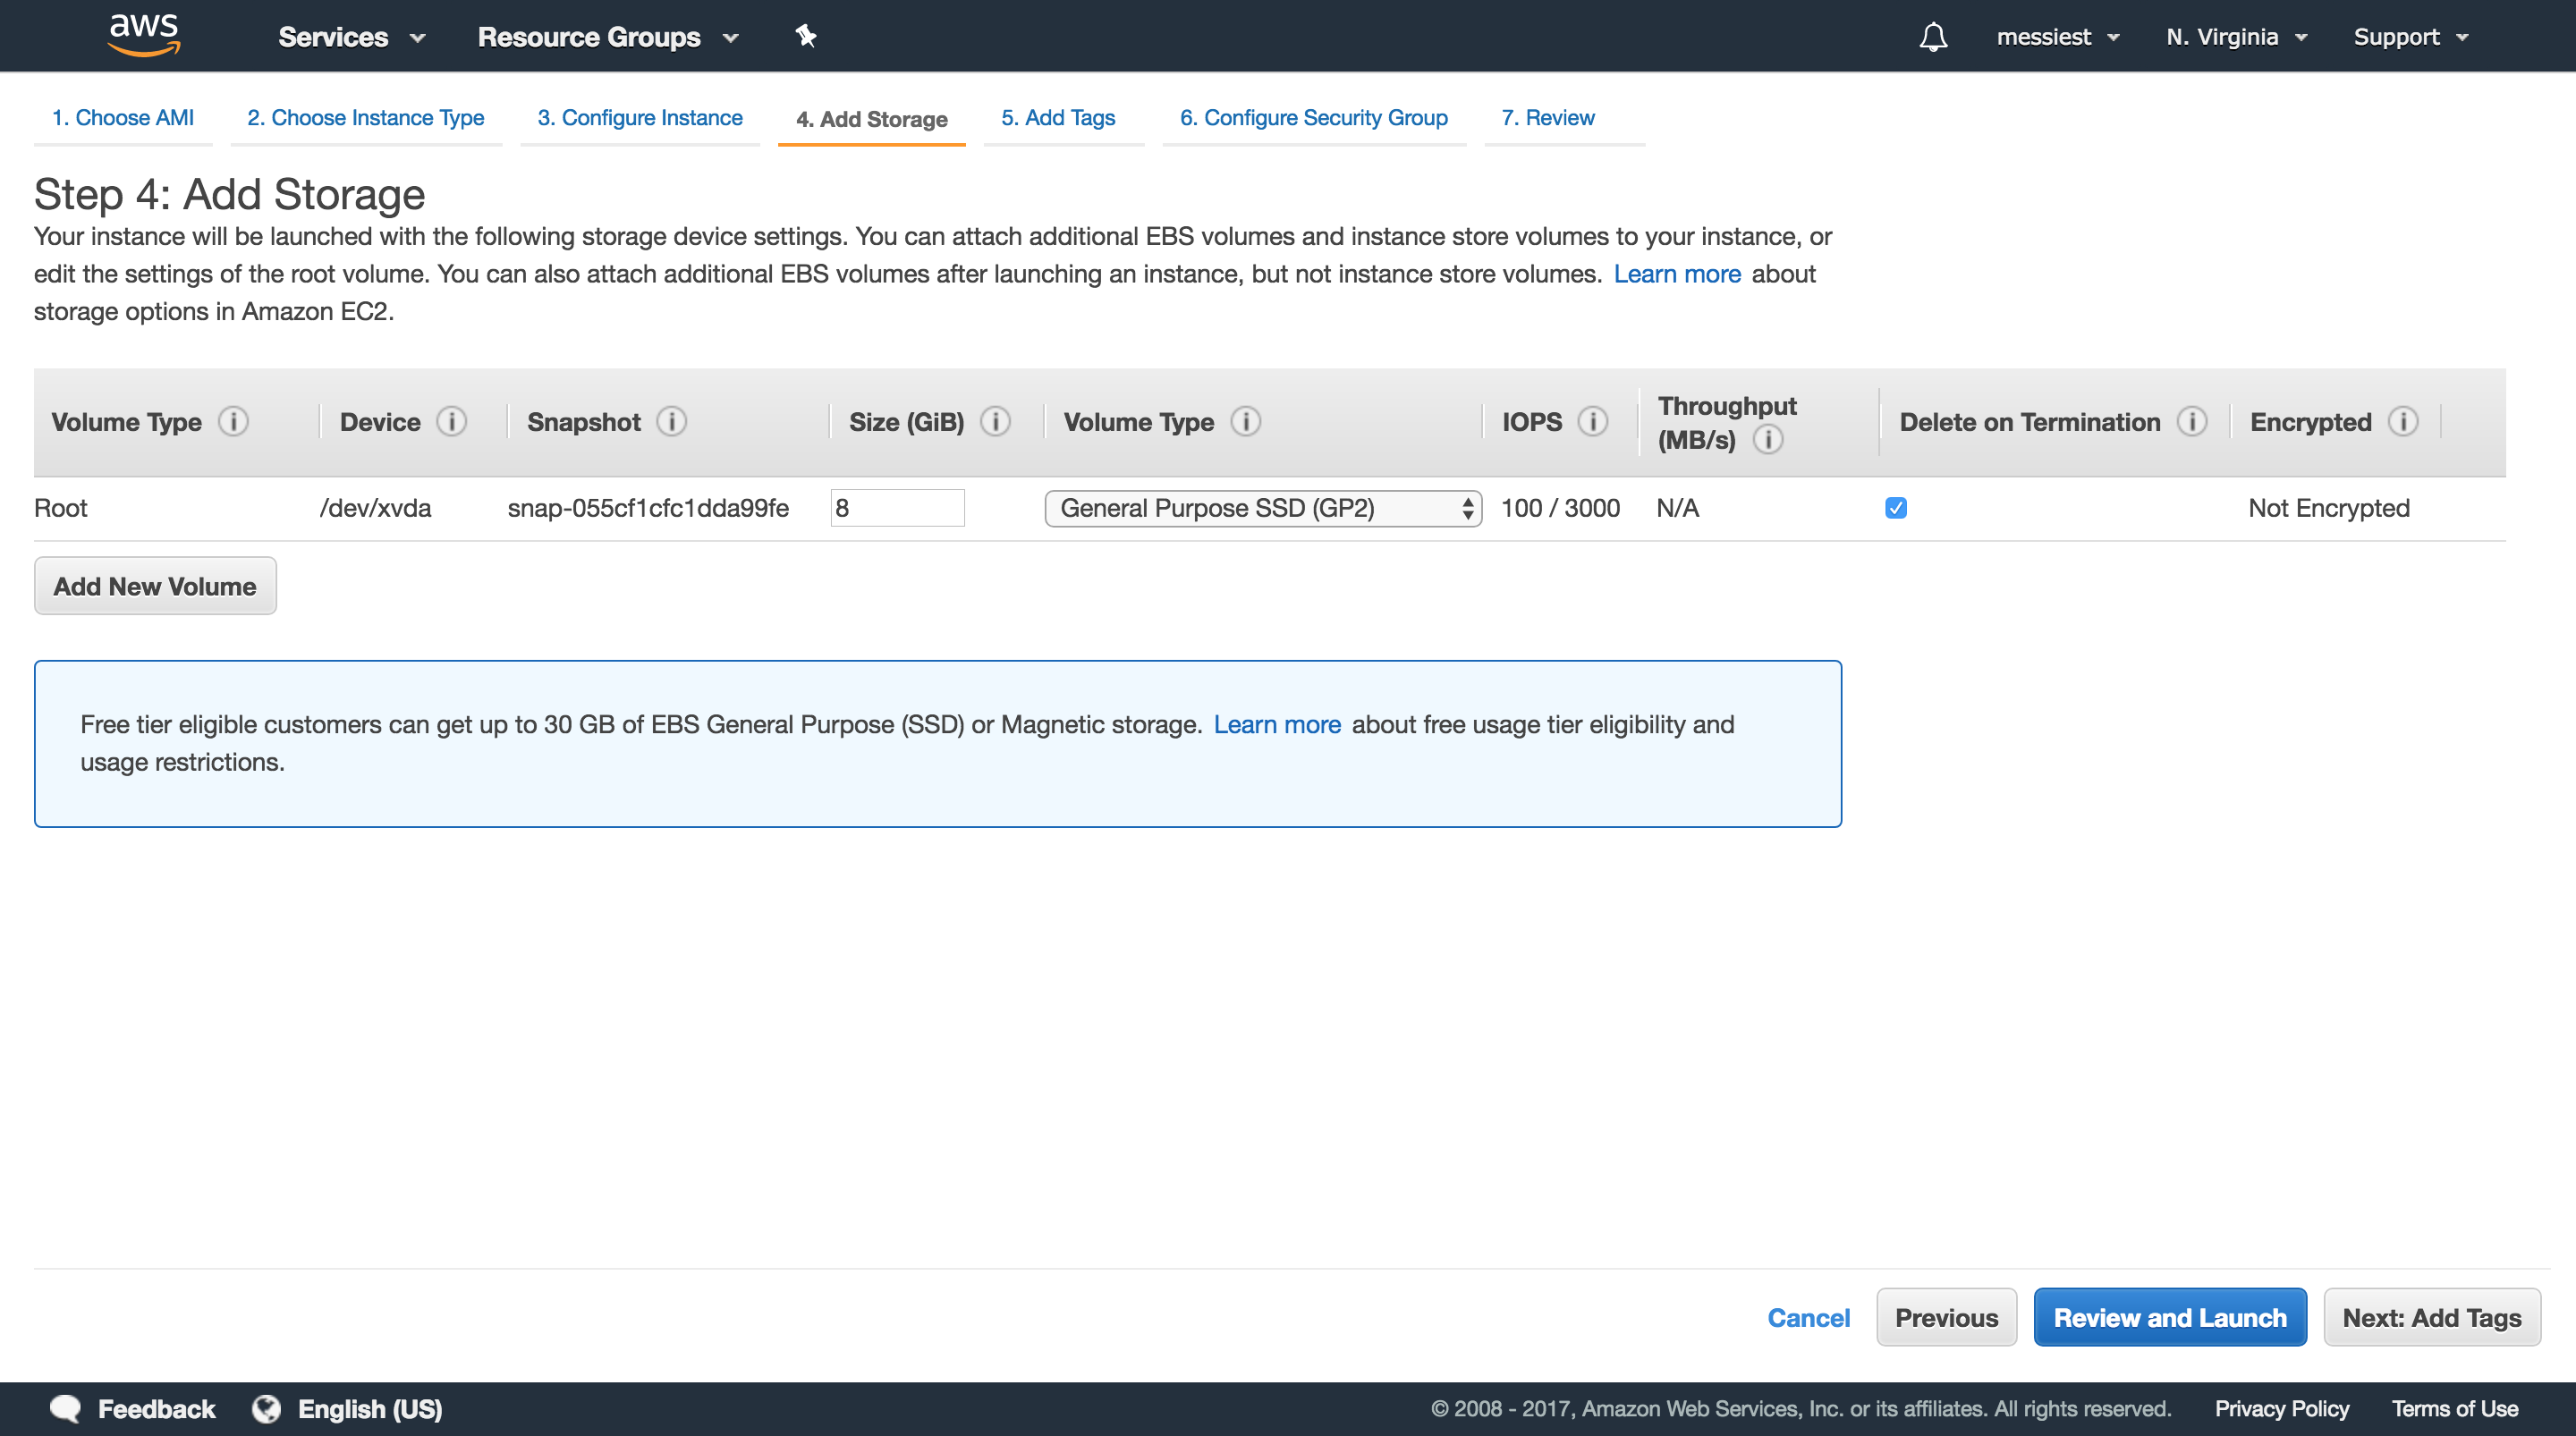 aws Services Resource Groups messiest N. Virginia Support
1. Choose AMI 2. Choose Instance Type 3. Configure Instance 4. Add Storage 5. Add Tags 6. Configure Security Group 7. Review
Step 4: Add Storage
Your instance will be launched with the following storage device settings. You can attach additional EBS volumes and instance store volumes to your instance, or
edit the settings of the root volume. You can also attach additional EBS volumes after launching an instance, but not instance store volumes. Learn more about
storage options in Amazon EC2.
Volume Type Device Snapshot Size (GiB) Volume Type IOPS Throughput (MB/s) Delete on Termination Encrypted
Root /dev/xvda snap-055cf1cfc1dda99fe 8 General Purpose SSD (GP2) 100 / 3000 N/A Not Encrypted
Add New Volume
Free tier eligible customers can get up to 30 GB of EBS General Purpose (SSD) or Magnetic storage. Learn more about free usage tier eligibility and
usage restrictions.
Cancel Previous Review and Launch Next: Add Tags
Feedback English (US) © 2008 - 2017, Amazon Web Services, Inc. or its affiliates. All rights reserved. Privacy Policy Terms of Use